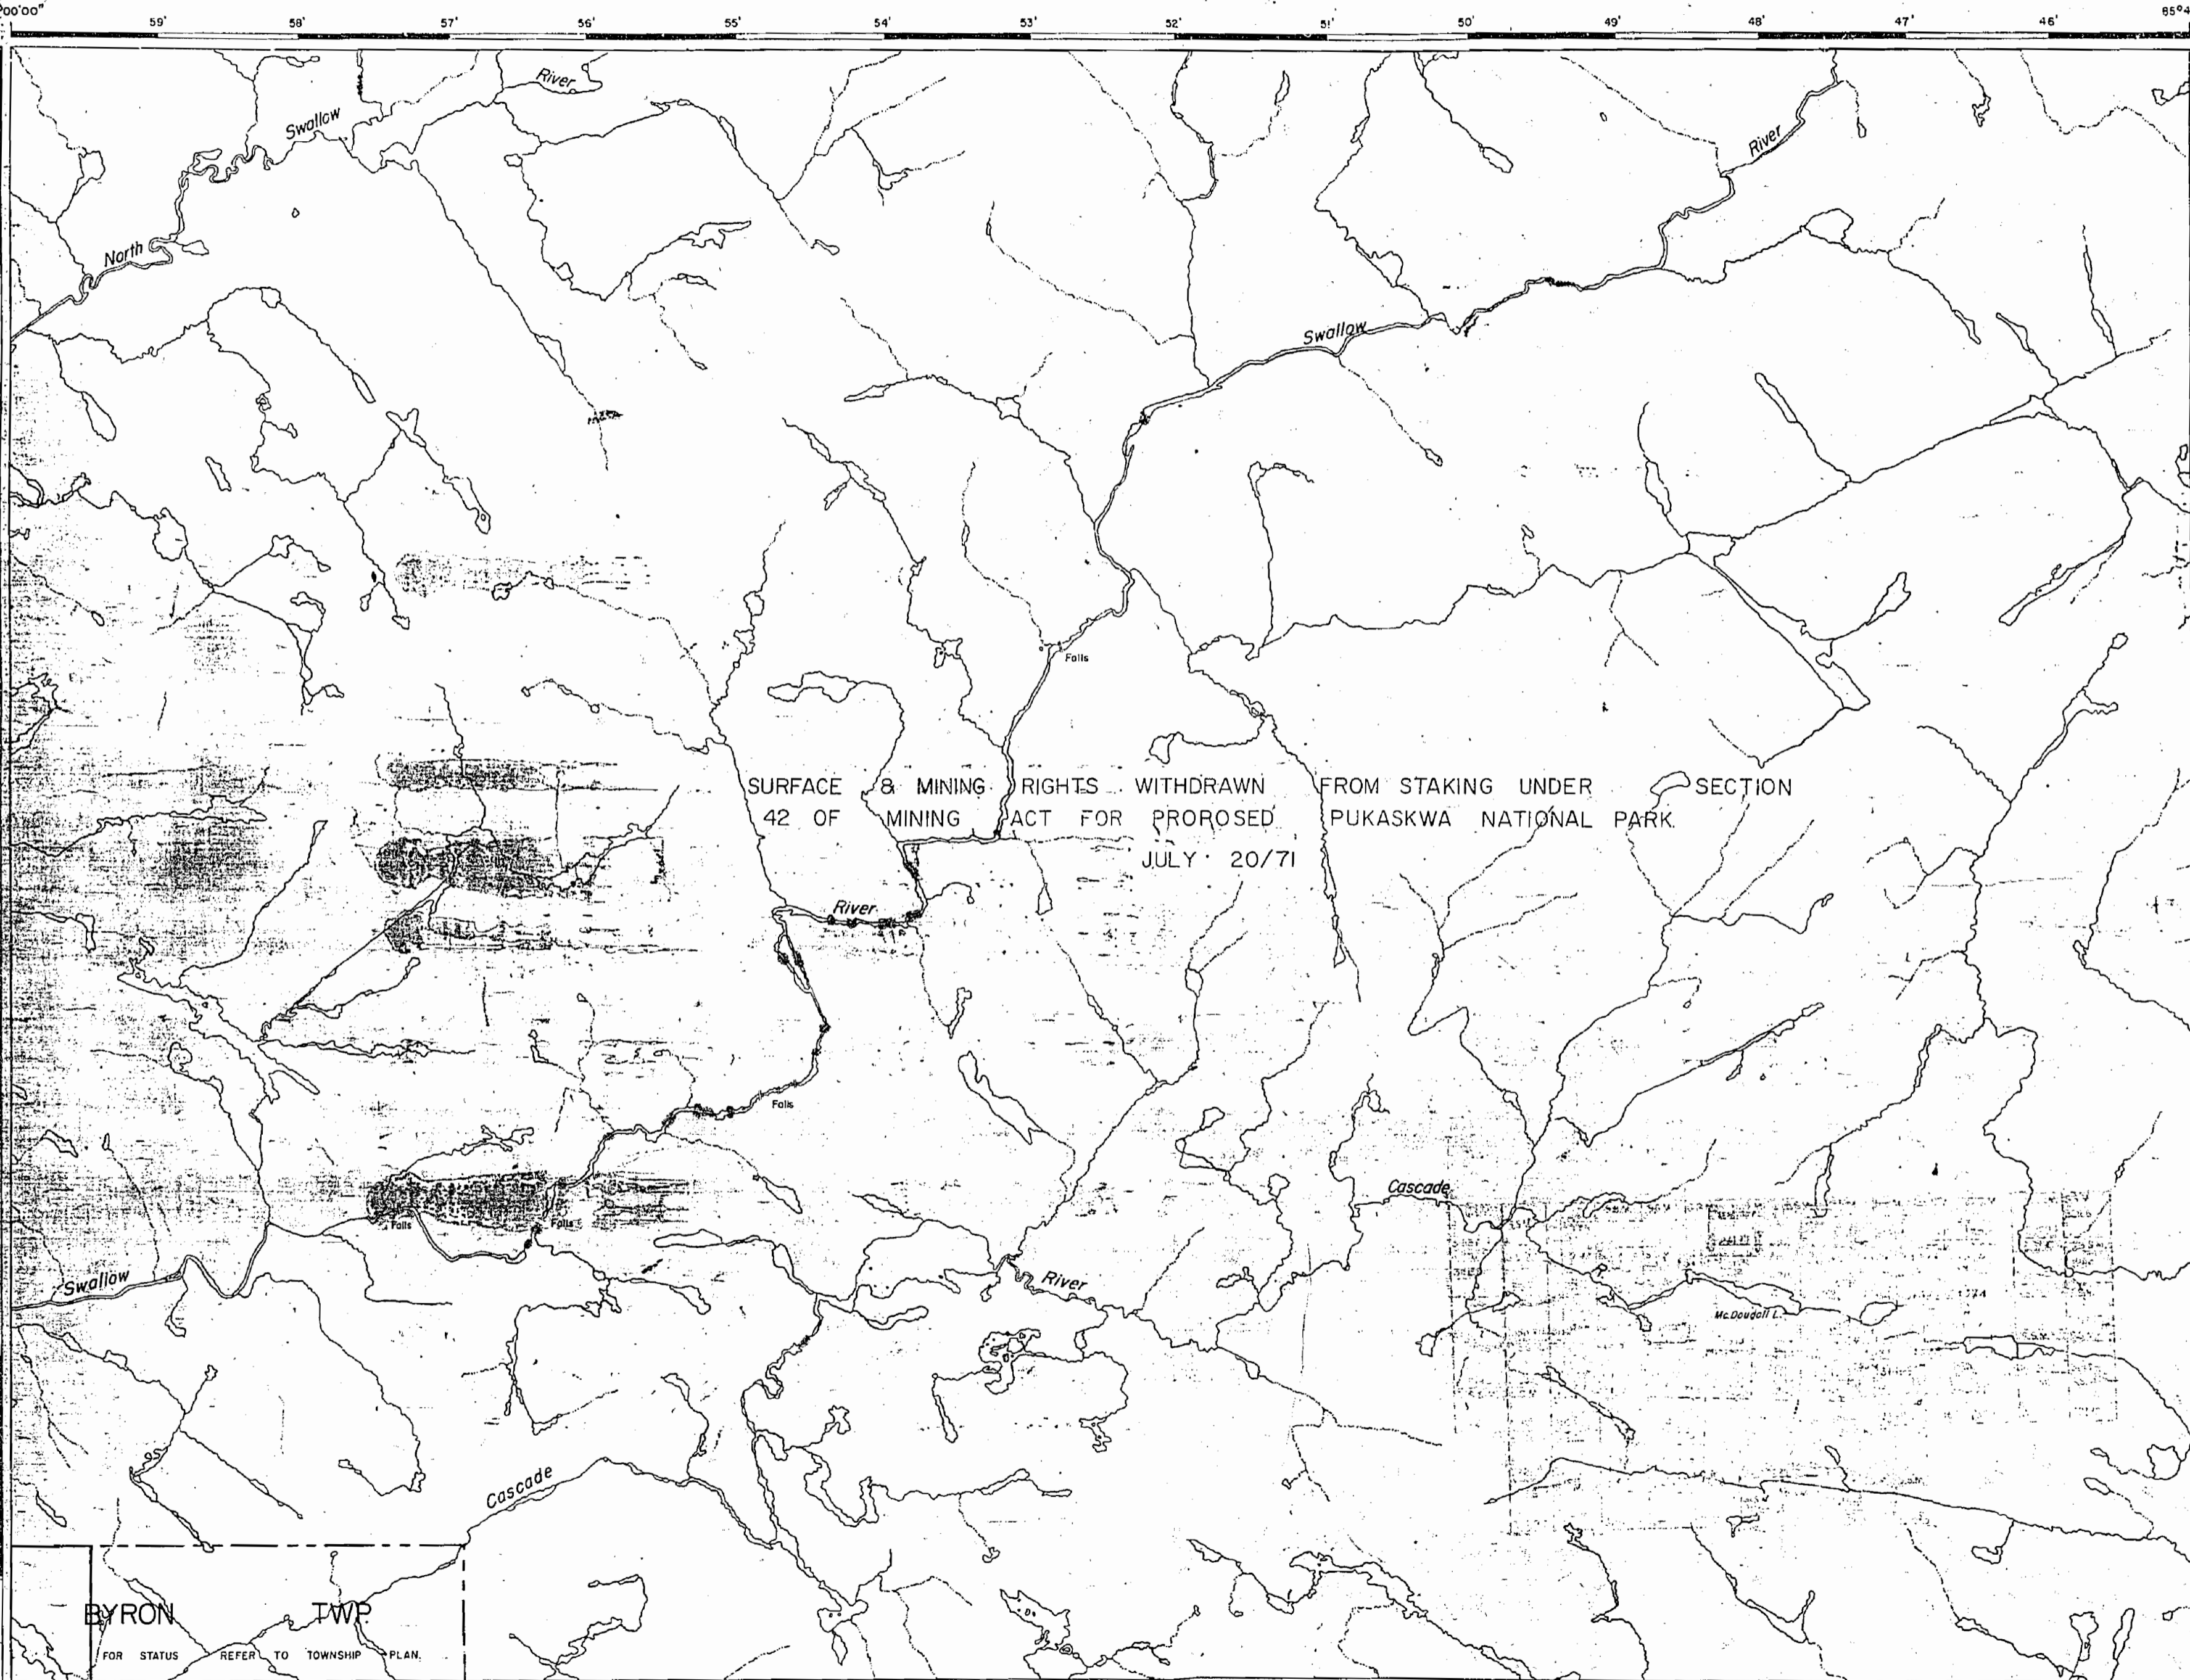 00'00" 59' 58' 57' 56' 55' 54' 53' 52' 51' 50' 49' 48' 47' 46' 85°4
River
Swallow
River
North
Swallow
Falls
SURFACE & MINING RIGHTS WITHDRAWN FROM STAKING UNDER SECTION
42 OF MINING ACT FOR PROPOSED PUKASKWA NATIONAL PARK.
JULY 20/71
River
Falls
Cascade
Falls
Falls
Swallow
River
R.
McDougall L.
Cascade
BYRON TWP.
FOR STATUS REFER TO TOWNSHIP PLAN.